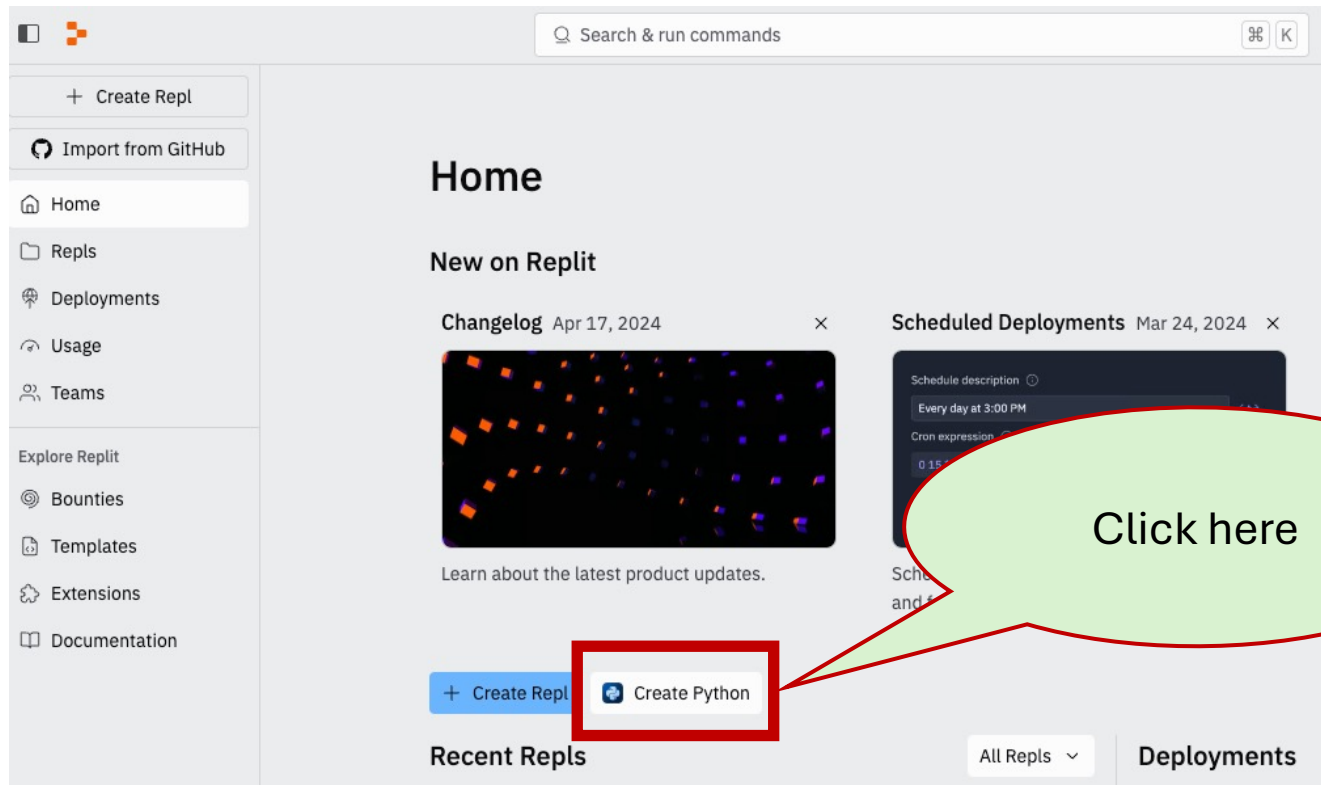 Search & run commands
⌘ K
+ Create Repl
Import from GitHub
Home
Repls
Deployments
Usage
Teams
Explore Replit
Bounties
Templates
Extensions
Documentation
Home
New on Replit
Changelog Apr 17, 2024 ×
Learn about the latest product updates.
Scheduled Deployments Mar 24, 2024 ×
Schedule description
Every day at 3:00 PM
Cron expression
0 15
Click here
+ Create Repl
Create Python
Recent Repls
All Repls
Deployments